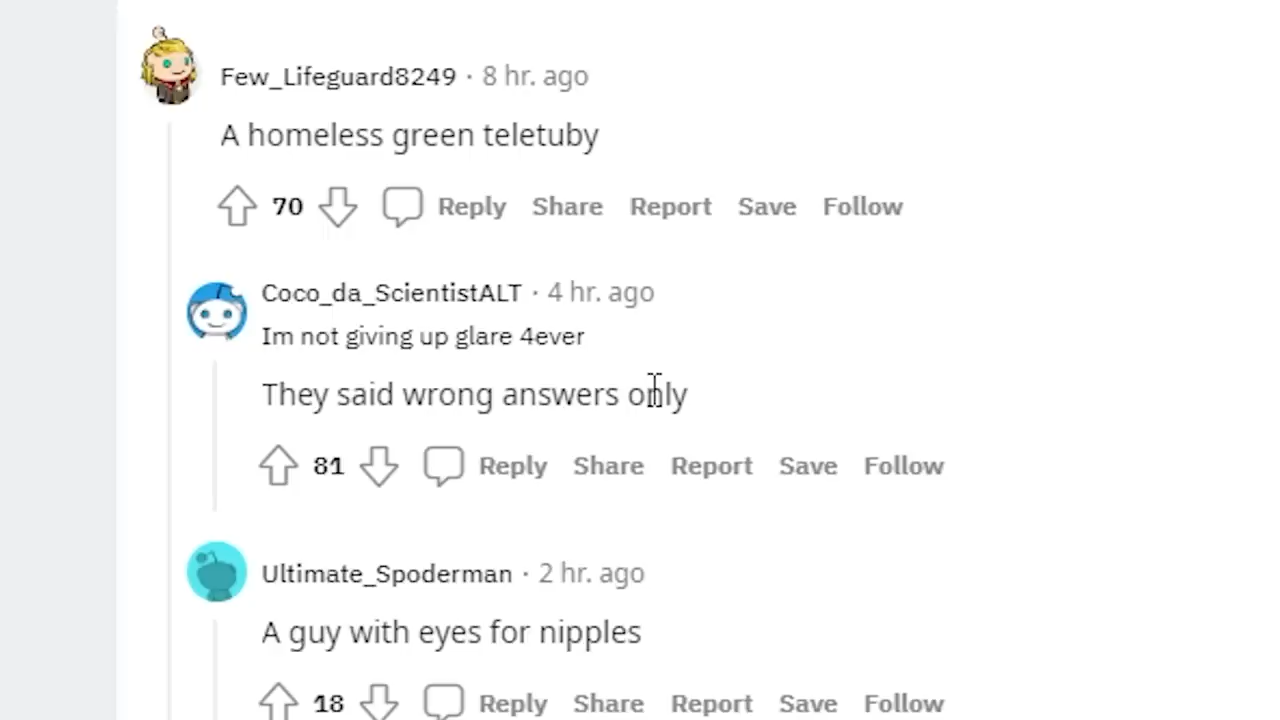 Few_Lifeguard8249 · 8 hr. ago
A homeless green teletuby
70 Reply Share Report Save Follow
Coco_da_ScientistALT · 4 hr. ago
Im not giving up glare 4ever
They said wrong answers only
81 Reply Share Report Save Follow
Ultimate_Spoderman · 2 hr. ago
A guy with eyes for nipples
18 Reply Share Report Save Follow